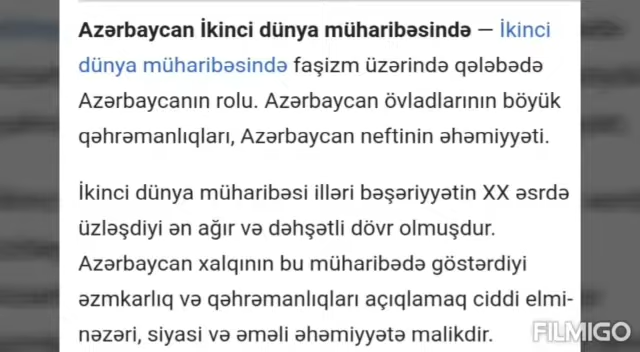 Azərbaycan İkinci dünya müharibəsində — İkinci
dünya müharibəsində faşizm üzərində qələbədə
Azərbaycanın rolu. Azərbaycan övladlarının böyük
qəhrəmanlıqları, Azərbaycan neftinin əhəmiyyəti.
İkinci dünya müharibəsi illəri bəşəriyyətin XX əsrdə
üzləşdiyi ən ağır və dəhşətli dövr olmuşdur.
Azərbaycan xalqının bu müharibədə göstərdiyi
əzmkarlıq və qəhrəmanlıqları açıqlamaq ciddi elmi-
nəzəri, siyasi və əməli əhəmiyyətə malikdir.
FILMIGO